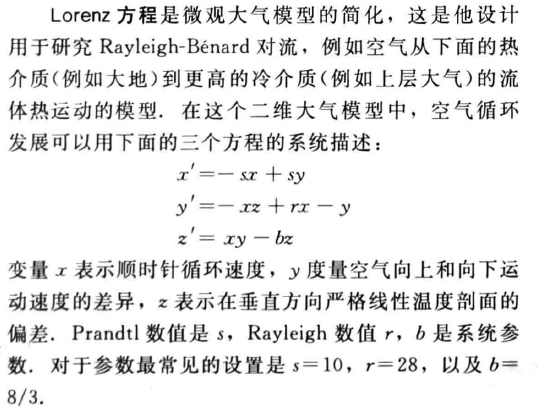 Lorenz 方程是微观大气模型的简化，这是他设计
用于研究 Rayleigh-Bénard 对流，例如空气从下面的热
介质(例如大地)到更高的冷介质(例如上层大气)的流
体热运动的模型．在这个二维大气模型中，空气循环
发展可以用下面的三个方程的系统描述：
x′=－sx＋sy
y′=－xz＋rx－y
z′= xy－bz
变量 x 表示顺时针循环速度，y 度量空气向上和向下运
动速度的差异，z 表示在垂直方向严格线性温度剖面的
偏差．Prandtl 数值是 s，Rayleigh 数值 r，b 是系统参
数．对于参数最常见的设置是 s=10，r=28，以及 b=
8/3．